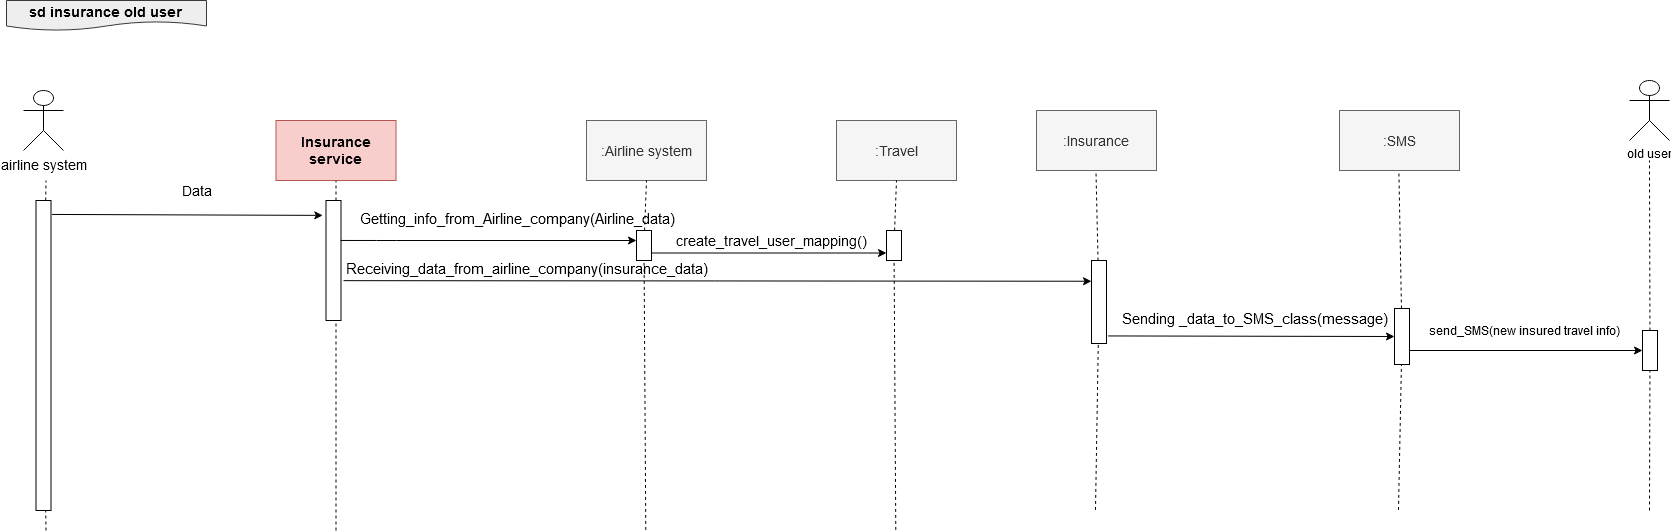 sd insurance old user
airline system
Insurance
service
:Airline system
:Travel
:Insurance
:SMS
old user
Data
Getting_info_from_Airline_company(Airline_data)
create_travel_user_mapping()
Receiving_data_from_airline_company(insurance_data)
Sending _data_to_SMS_class(message)
send_SMS(new insured travel info)